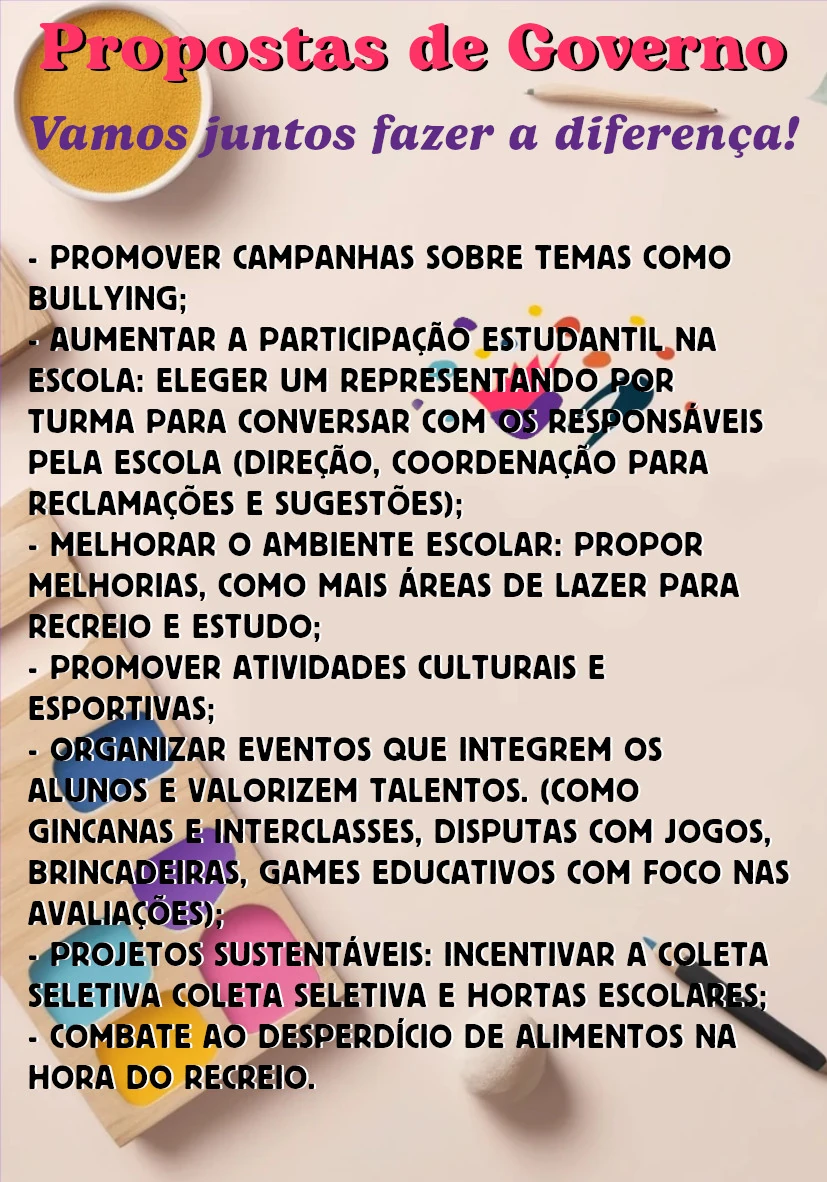 Propostas de Governo
Vamos juntos fazer a diferença!
- PROMOVER CAMPANHAS SOBRE TEMAS COMO
BULLYING;
- AUMENTAR A PARTICIPAÇÃO ESTUDANTIL NA
ESCOLA: ELEGER UM REPRESENTANDO POR
TURMA PARA CONVERSAR COM OS RESPONSÁVEIS
PELA ESCOLA (DIREÇÃO, COORDENAÇÃO PARA
RECLAMAÇÕES E SUGESTÕES);
- MELHORAR O AMBIENTE ESCOLAR: PROPOR
MELHORIAS, COMO MAIS ÁREAS DE LAZER PARA
RECREIO E ESTUDO;
- PROMOVER ATIVIDADES CULTURAIS E
ESPORTIVAS;
- ORGANIZAR EVENTOS QUE INTEGREM OS
ALUNOS E VALORIZEM TALENTOS. (COMO
GINCANAS E INTERCLASSES, DISPUTAS COM JOGOS,
BRINCADEIRAS, GAMES EDUCATIVOS COM FOCO NAS
AVALIAÇÕES);
- PROJETOS SUSTENTÁVEIS: INCENTIVAR A COLETA
SELETIVA COLETA SELETIVA E HORTAS ESCOLARES;
- COMBATE AO DESPERDÍCIO DE ALIMENTOS NA
HORA DO RECREIO.